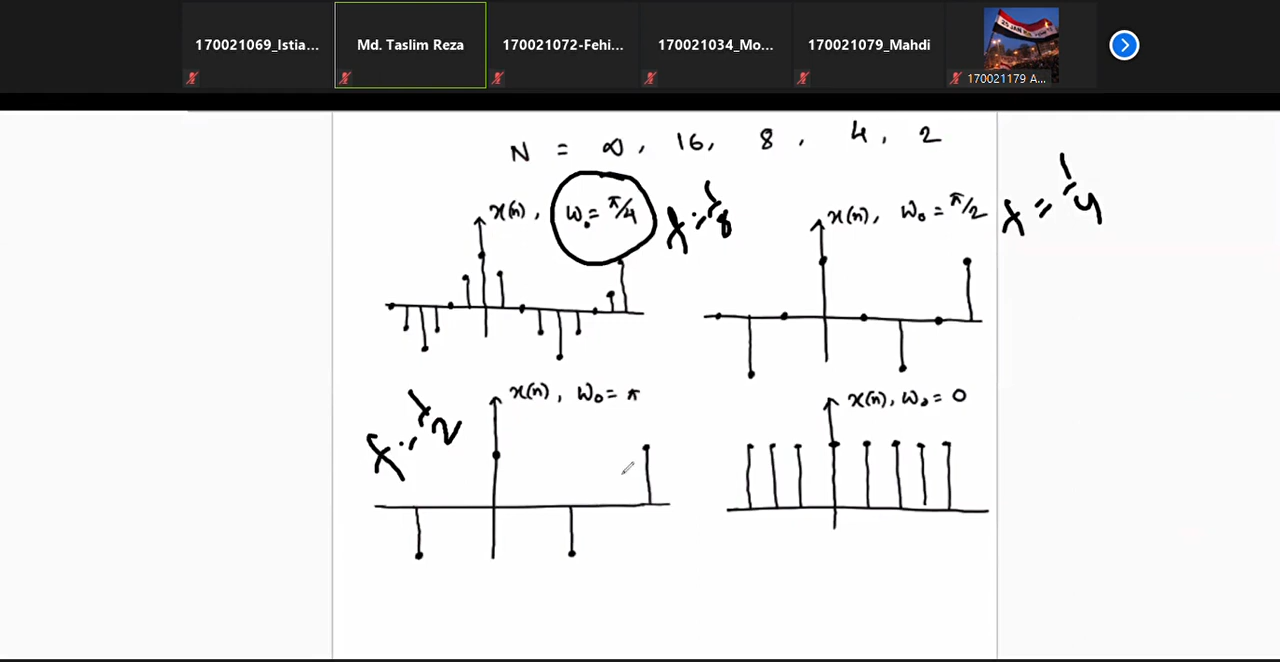 170021069_Istia...
Md. Taslim Reza
170021072-Fehi...
170021034_Mo...
170021079_Mahdi
170021179 A...
N = ∞, 16, 8, 4, 2
x(n), ω₀ = π/4
f = 1/8
x(n), ω₀ = π/2
f = 1/4
x(n), ω₀ = π
f = 1/2
x(n), ω₀ = 0